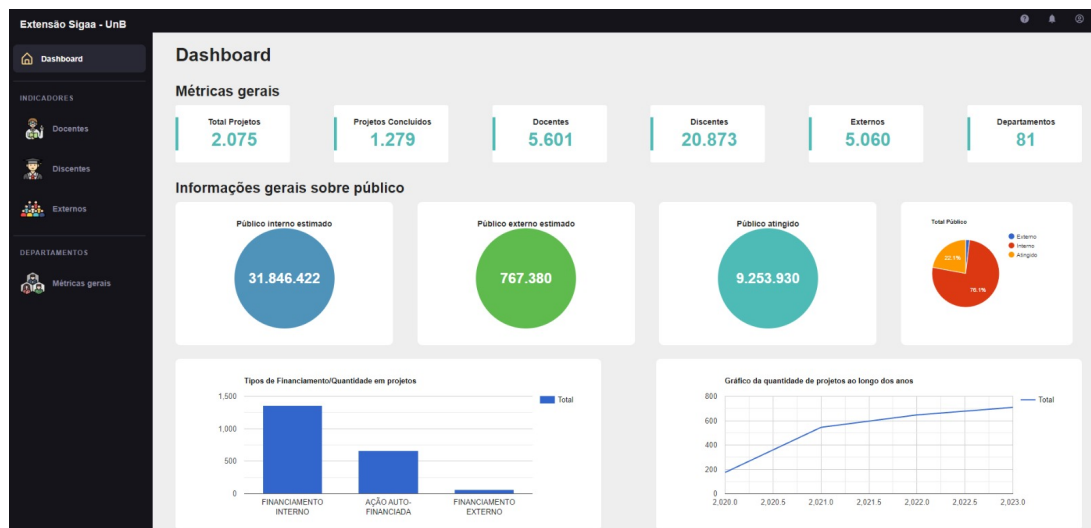 Extensão Sigaa - UnB
Dashboard
INDICADORES
Docentes
Discentes
Externos
DEPARTAMENTOS
Métricas gerais
Dashboard
Métricas gerais
Total Projetos
2.075
Projetos Concluídos
1.279
Docentes
5.601
Discentes
20.873
Externos
5.060
Departamentos
81
Informações gerais sobre público
Público interno estimado
31.846.422
Público externo estimado
767.380
Público atingido
9.253.930
Total Público
Externo
Interno
Atingido
22.1%
76.1%
Tipos de Financiamento/Quantidade em projetos
Total
1,500
1,000
500
0
FINANCIAMENTO
INTERNO
AÇÃO AUTO-
FINANCIADA
FINANCIAMENTO
EXTERNO
Gráfico da quantidade de projetos ao longo dos anos
Total
800
600
400
200
0
2,020.0 2,020.5 2,021.0 2,021.5 2,022.0 2,022.5 2,023.0